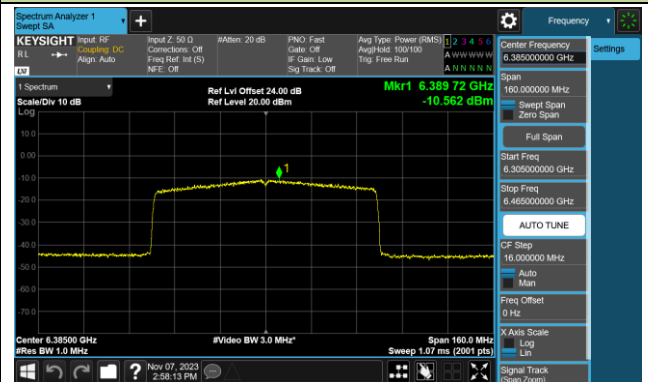 Spectrum Analyzer 1
Swept SA
+
Frequency
KEYSIGHT
RL
LXI
Input: RF
Coupling: DC
Align: Auto
Input Z: 50 Ω
Corrections: Off
Freq Ref: Int (S)
NFE: Off
#Atten: 20 dB
PNO: Fast
Gate: Off
IF Gain: Low
Sig Track: Off
Avg Type: Power (RMS)
Avg|Hold: 100/100
Trig: Free Run
1 2 3 4 5 6
A W W W W W
A N N N N N
1 Spectrum
Scale/Div 10 dB
Log
Ref Lvl Offset 24.00 dB
Ref Level 20.00 dBm
Mkr1 6.389 72 GHz
-10.562 dBm
10.0
0.00
-10.0
-20.0
-30.0
-40.0
-50.0
-60.0
-70.0
1
Center 6.38500 GHz
#Res BW 1.0 MHz
#Video BW 3.0 MHz*
Span 160.0 MHz
Sweep 1.07 ms (2001 pts)
?
Nov 07, 2023
2:58:13 PM
Center Frequency
6.385000000 GHz
Span
160.000000 MHz
Swept Span
Zero Span
Full Span
Start Freq
6.305000000 GHz
Stop Freq
6.465000000 GHz
AUTO TUNE
CF Step
16.000000 MHz
Auto
Man
Freq Offset
0 Hz
X Axis Scale
Log
Lin
Signal Track
(Span Zoom)
Settings